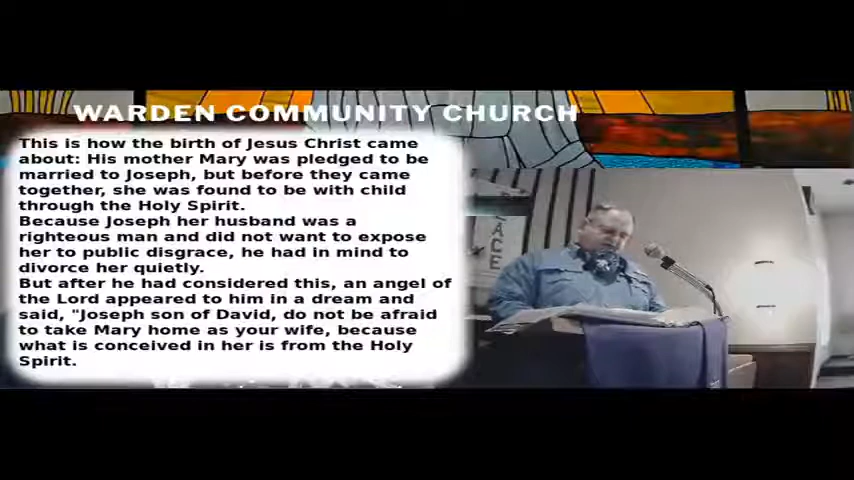 WARDEN COMMUNITY CHURCH
This is how the birth of Jesus Christ came
about: His mother Mary was pledged to be
married to Joseph, but before they came
together, she was found to be with child
through the Holy Spirit.
Because Joseph her husband was a
righteous man and did not want to expose
her to public disgrace, he had in mind to
divorce her quietly.
But after he had considered this, an angel of
the Lord appeared to him in a dream and
said, "Joseph son of David, do not be afraid
to take Mary home as your wife, because
what is conceived in her is from the Holy
Spirit.